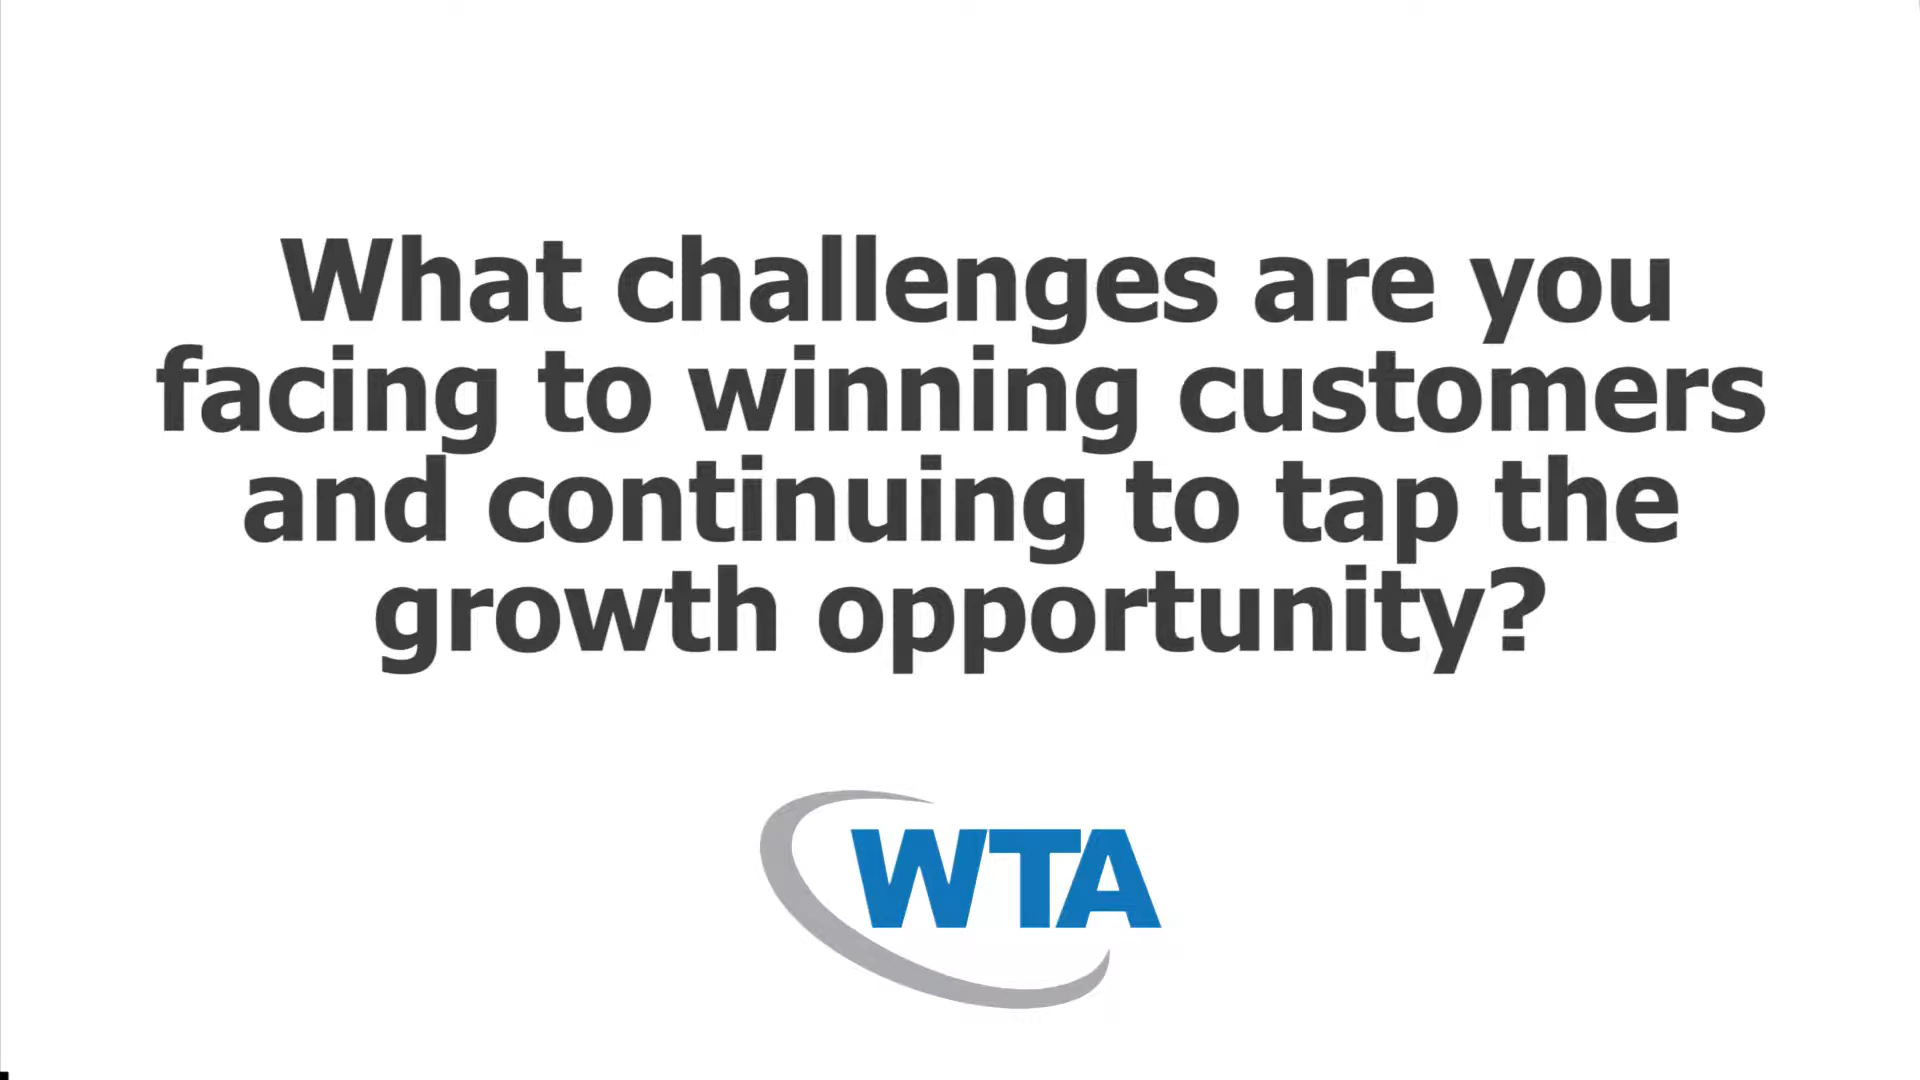 What challenges are you
facing to winning customers
and continuing to tap the
growth opportunity?
WTA